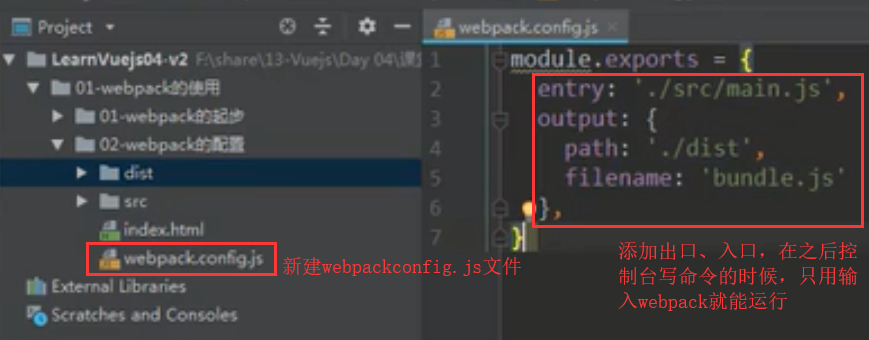 Project
LearnVuejs04-v2 F:\share\13-Vuejs\Day 04\课
01-webpack的使用
01-webpack的起步
02-webpack的配置
dist
src
index.html
webpack.config.js
External Libraries
Scratches and Consoles
新建webpackconfig.js文件
webpack.config.js
1 module.exports = {
2 entry: './src/main.js',
3 output: {
4 path: './dist',
5 filename: 'bundle.js'
6 },
7 }
添加出口、入口，在之后控
制台写命令的时候，只用输
入webpack就能运行